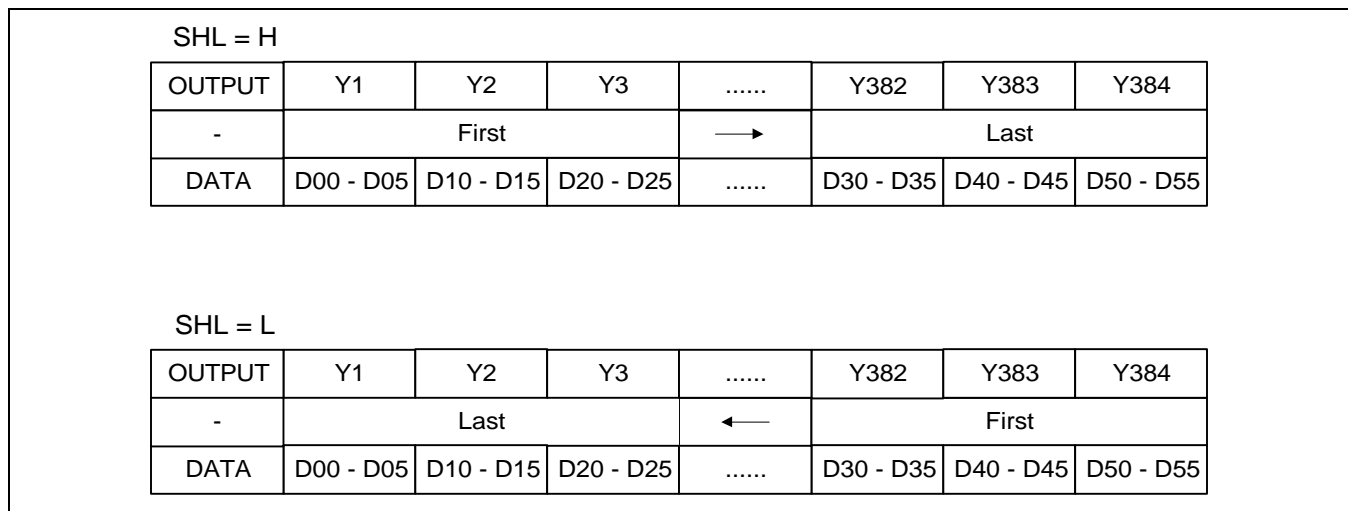 SHL = H
OUTPUT Y1 Y2 Y3 ...... Y382 Y383 Y384
- First → Last
DATA D00 - D05 D10 - D15 D20 - D25 ...... D30 - D35 D40 - D45 D50 - D55
SHL = L
OUTPUT Y1 Y2 Y3 ...... Y382 Y383 Y384
- Last ← First
DATA D00 - D05 D10 - D15 D20 - D25 ...... D30 - D35 D40 - D45 D50 - D55